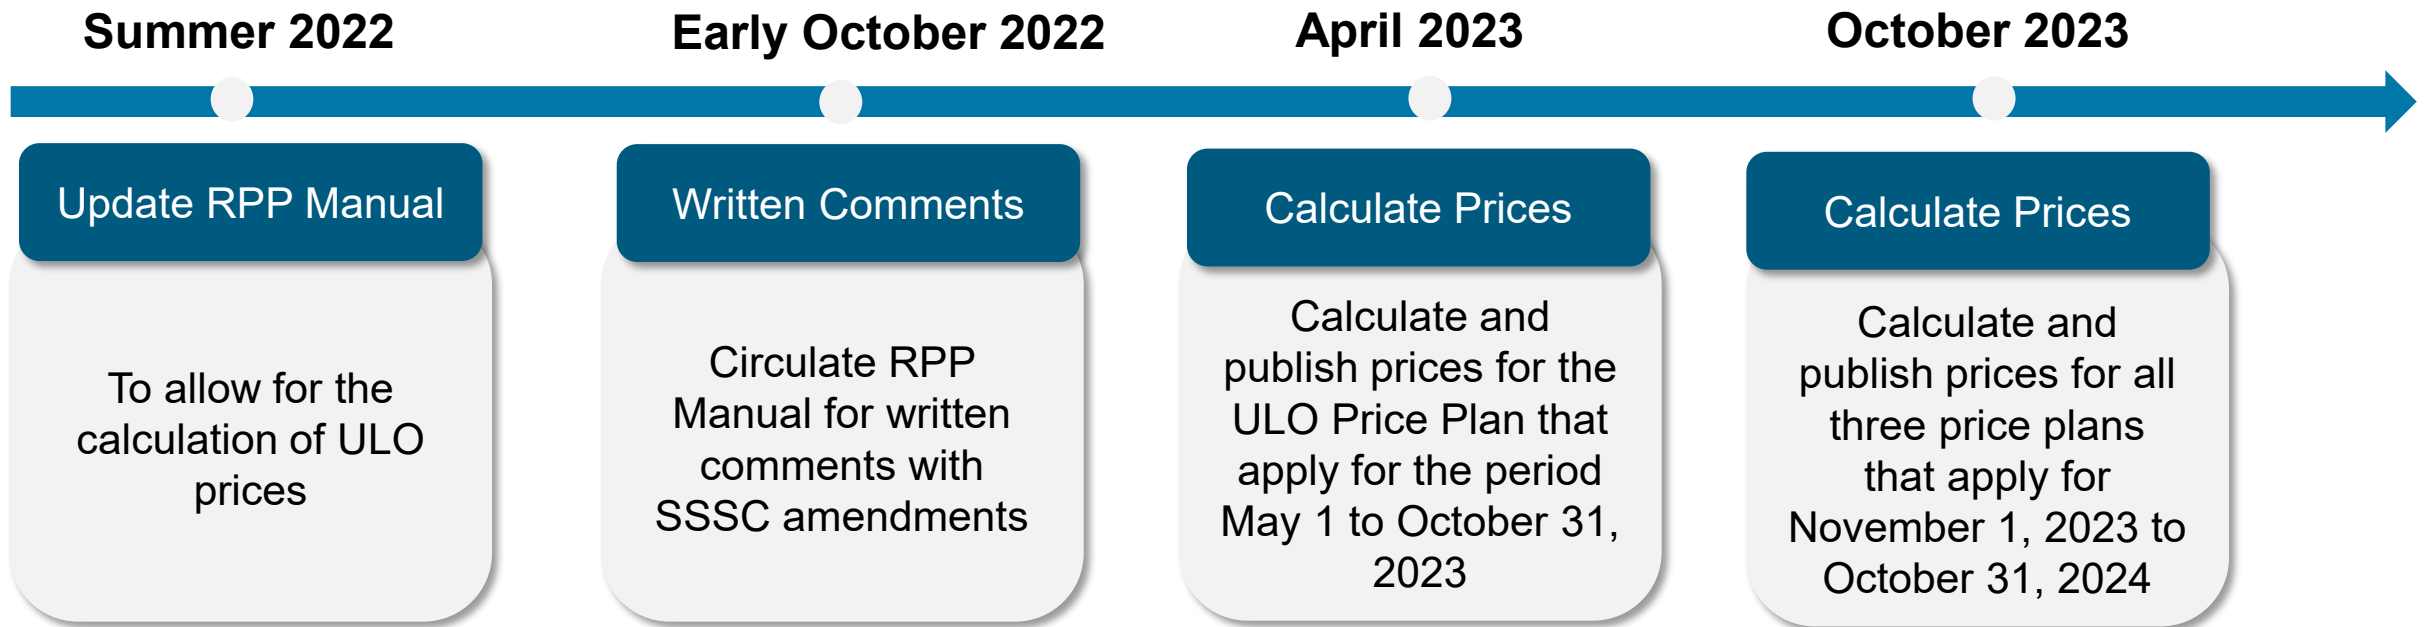 Summer 2022
Early October 2022
April 2023
October 2023
Update RPP Manual
To allow for the
calculation of ULO
prices
Written Comments
Circulate RPP
Manual for written
comments with
SSSC amendments
Calculate Prices
Calculate and
publish prices for the
ULO Price Plan that
apply for the period
May 1 to October 31,
2023
Calculate Prices
Calculate and
publish prices for all
three price plans
that apply for
November 1, 2023 to
October 31, 2024